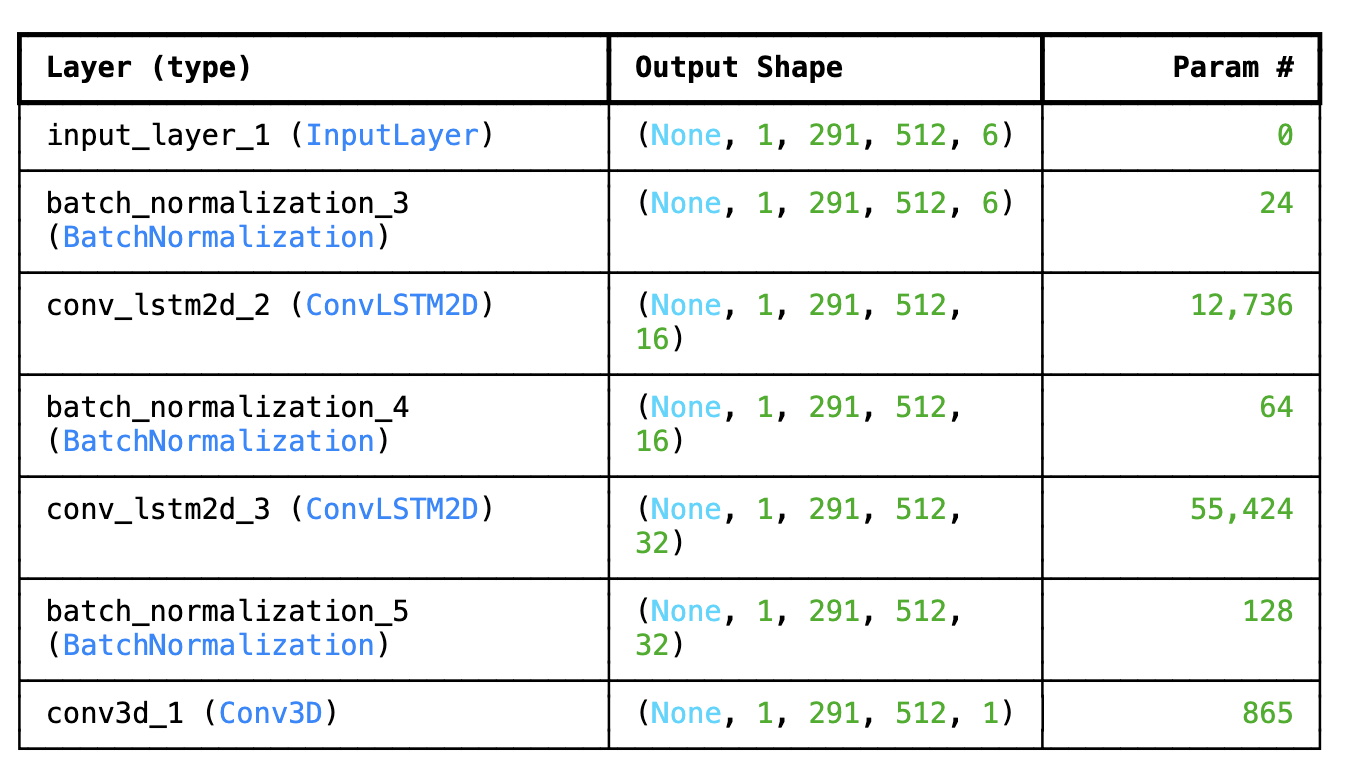 Layer (type) Output Shape Param #
input_layer_1 (InputLayer) (None, 1, 291, 512, 6) 0
batch_normalization_3 (None, 1, 291, 512, 6) 24
(BatchNormalization)
conv_lstm2d_2 (ConvLSTM2D) (None, 1, 291, 512, 12,736
16)
batch_normalization_4 (None, 1, 291, 512, 64
(BatchNormalization) 16)
conv_lstm2d_3 (ConvLSTM2D) (None, 1, 291, 512, 55,424
32)
batch_normalization_5 (None, 1, 291, 512, 128
(BatchNormalization) 32)
conv3d_1 (Conv3D) (None, 1, 291, 512, 1) 865